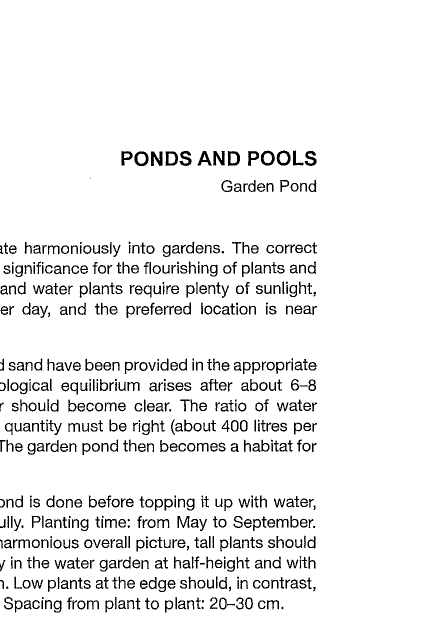 PONDS AND POOLS
Garden Pond
ate harmoniously into gardens. The correct
significance for the flourishing of plants and
and water plants require plenty of sunlight,
er day, and the preferred location is near
d sand have been provided in the appropriate
ological equilibrium arises after about 6–8
r should become clear. The ratio of water
quantity must be right (about 400 litres per
The garden pond then becomes a habitat for
ond is done before topping it up with water,
ully. Planting time: from May to September.
harmonious overall picture, tall plants should
y in the water garden at half-height and with
n. Low plants at the edge should, in contrast,
Spacing from plant to plant: 20–30 cm.